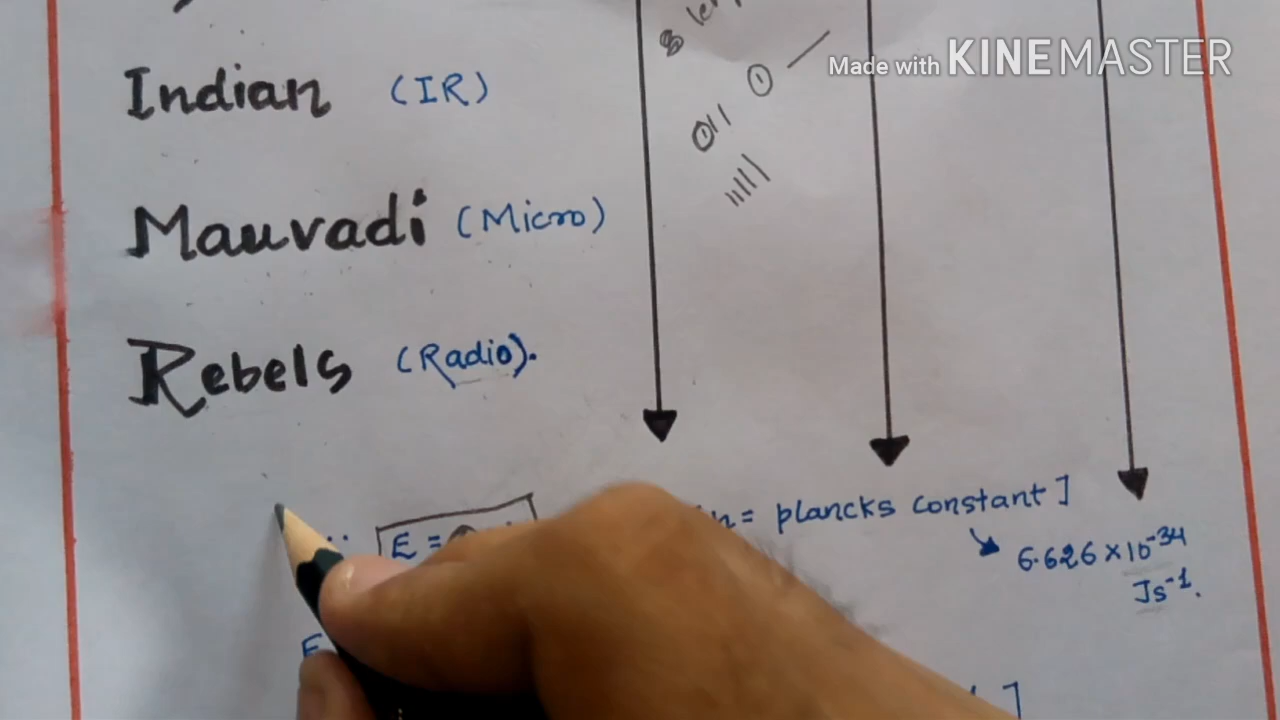 Made with KINEMASTER
Indian (IR)
Mauvadi (Micro)
Rebels (Radio).
E =
h = plancks constant ]
6.626 × 10⁻³⁴
Js⁻¹.
E
]